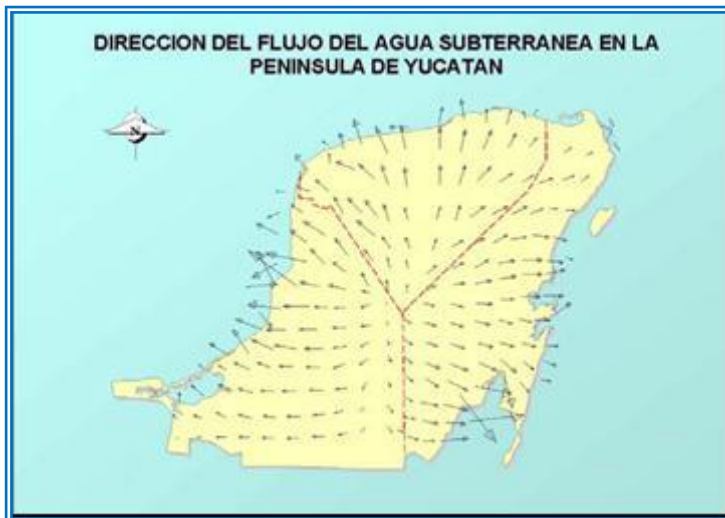 DIRECCION DEL FLUJO DEL AGUA SUBTERRANEA EN LA
PENINSULA DE YUCATAN
N